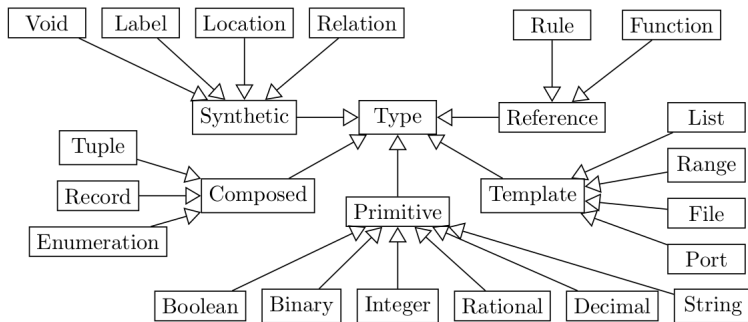 Void
Label
Location
Relation
Rule
Function
Synthetic
Type
Reference
List
Tuple
Range
Record
Composed
Template
Primitive
File
Enumeration
Port
Boolean
Binary
Integer
Rational
Decimal
String